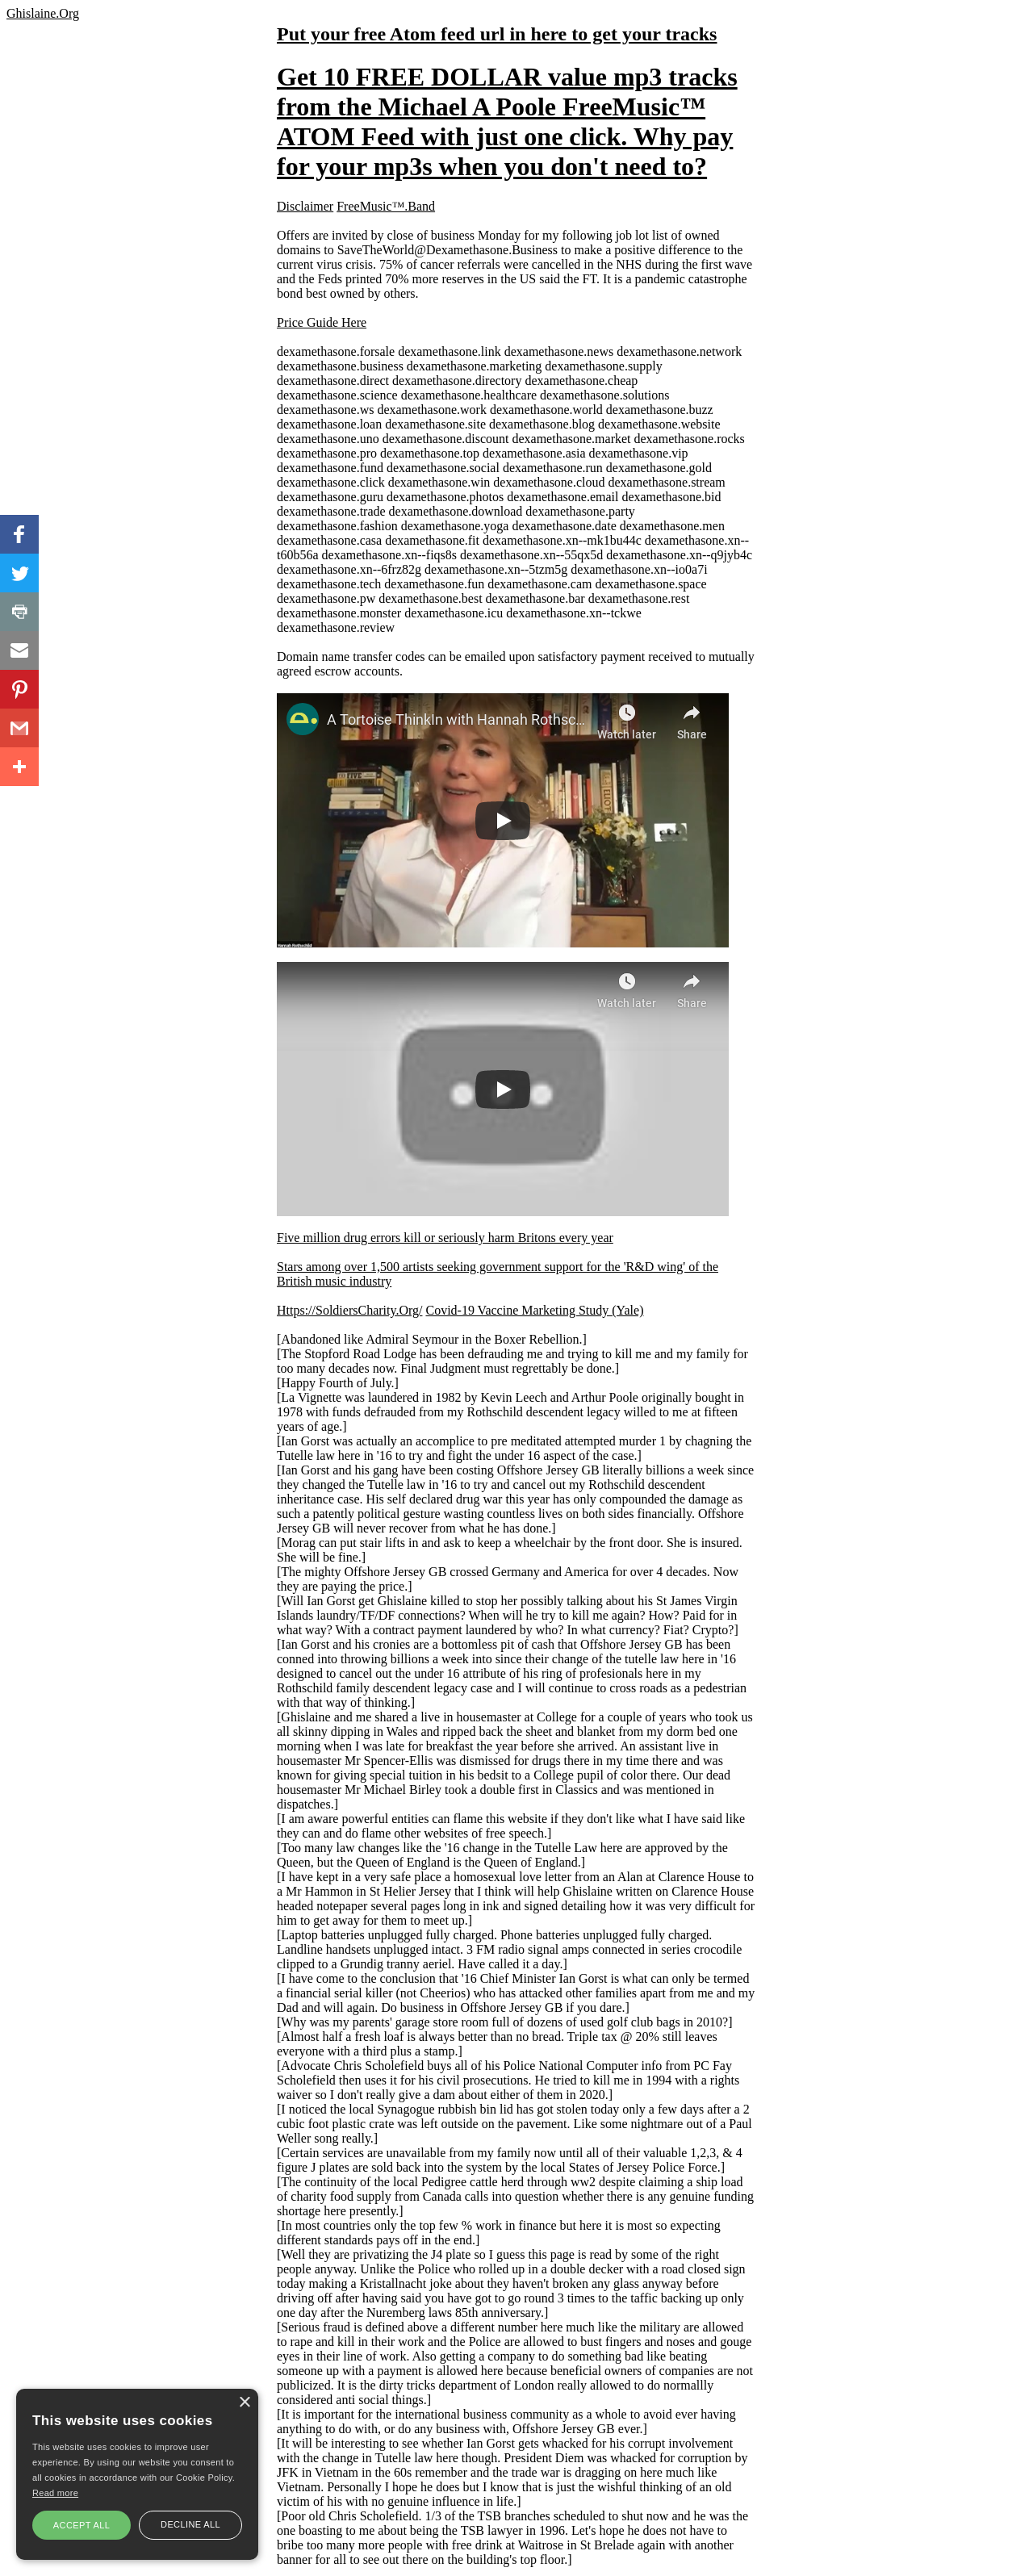 Ghislaine.Org
Put your free Atom feed url in here to get your tracks
Get 10 FREE DOLLAR value mp3 tracks
from the Michael A Poole FreeMusic™
ATOM Feed with just one click. Why pay
for your mp3s when you don't need to?
Disclaimer FreeMusic™.Band
Offers are invited by close of business Monday for my following job lot list of owned
domains to SaveTheWorld@Dexamethasone.Business to make a positive difference to the
current virus crisis. 75% of cancer referrals were cancelled in the NHS during the first wave
and the Feds printed 70% more reserves in the US said the FT. It is a pandemic catastrophe
bond best owned by others.
Price Guide Here
dexamethasone.forsale dexamethasone.link dexamethasone.news dexamethasone.network
dexamethasone.business dexamethasone.marketing dexamethasone.supply
dexamethasone.direct dexamethasone.directory dexamethasone.cheap
dexamethasone.science dexamethasone.healthcare dexamethasone.solutions
dexamethasone.ws dexamethasone.work dexamethasone.world dexamethasone.buzz
dexamethasone.loan dexamethasone.site dexamethasone.blog dexamethasone.website
dexamethasone.uno dexamethasone.discount dexamethasone.market dexamethasone.rocks
dexamethasone.pro dexamethasone.top dexamethasone.asia dexamethasone.vip
dexamethasone.fund dexamethasone.social dexamethasone.run dexamethasone.gold
dexamethasone.click dexamethasone.win dexamethasone.cloud dexamethasone.stream
dexamethasone.guru dexamethasone.photos dexamethasone.email dexamethasone.bid
dexamethasone.trade dexamethasone.download dexamethasone.party
dexamethasone.fashion dexamethasone.yoga dexamethasone.date dexamethasone.men
dexamethasone.casa dexamethasone.fit dexamethasone.xn--mk1bu44c dexamethasone.xn--
t60b56a dexamethasone.xn--fiqs8s dexamethasone.xn--55qx5d dexamethasone.xn--q9jyb4c
dexamethasone.xn--6frz82g dexamethasone.xn--5tzm5g dexamethasone.xn--io0a7i
dexamethasone.tech dexamethasone.fun dexamethasone.cam dexamethasone.space
dexamethasone.pw dexamethasone.best dexamethasone.bar dexamethasone.rest
dexamethasone.monster dexamethasone.icu dexamethasone.xn--tckwe
dexamethasone.review
Domain name transfer codes can be emailed upon satisfactory payment received to mutually
agreed escrow accounts.
A Tortoise ThinkIn with Hannah Rothsc...
Watch later
Share
Hannah Rothschild
Watch later
Share
Five million drug errors kill or seriously harm Britons every year
Stars among over 1,500 artists seeking government support for the 'R&D wing' of the
British music industry
Https://SoldiersCharity.Org/ Covid-19 Vaccine Marketing Study (Yale)
[Abandoned like Admiral Seymour in the Boxer Rebellion.]
[The Stopford Road Lodge has been defrauding me and trying to kill me and my family for
too many decades now. Final Judgment must regrettably be done.]
[Happy Fourth of July.]
[La Vignette was laundered in 1982 by Kevin Leech and Arthur Poole originally bought in
1978 with funds defrauded from my Rothschild descendent legacy willed to me at fifteen
years of age.]
[Ian Gorst was actually an accomplice to pre meditated attempted murder 1 by chagning the
Tutelle law here in '16 to try and fight the under 16 aspect of the case.]
[Ian Gorst and his gang have been costing Offshore Jersey GB literally billions a week since
they changed the Tutelle law in '16 to try and cancel out my Rothschild descendent
inheritance case. His self declared drug war this year has only compounded the damage as
such a patently political gesture wasting countless lives on both sides financially. Offshore
Jersey GB will never recover from what he has done.]
[Morag can put stair lifts in and ask to keep a wheelchair by the front door. She is insured.
She will be fine.]
[The mighty Offshore Jersey GB crossed Germany and America for over 4 decades. Now
they are paying the price.]
[Will Ian Gorst get Ghislaine killed to stop her possibly talking about his St James Virgin
Islands laundry/TF/DF connections? When will he try to kill me again? How? Paid for in
what way? With a contract payment laundered by who? In what currency? Fiat? Crypto?]
[Ian Gorst and his cronies are a bottomless pit of cash that Offshore Jersey GB has been
conned into throwing billions a week into since their change of the tutelle law here in '16
designed to cancel out the under 16 attribute of his ring of profesionals here in my
Rothschild family descendent legacy case and I will continue to cross roads as a pedestrian
with that way of thinking.]
[Ghislaine and me shared a live in housemaster at College for a couple of years who took us
all skinny dipping in Wales and ripped back the sheet and blanket from my dorm bed one
morning when I was late for breakfast the year before she arrived. An assistant live in
housemaster Mr Spencer-Ellis was dismissed for drugs there in my time there and was
known for giving special tuition in his bedsit to a College pupil of color there. Our dead
housemaster Mr Michael Birley took a double first in Classics and was mentioned in
dispatches.]
[I am aware powerful entities can flame this website if they don't like what I have said like
they can and do flame other websites of free speech.]
[Too many law changes like the '16 change in the Tutelle Law here are approved by the
Queen, but the Queen of England is the Queen of England.]
[I have kept in a very safe place a homosexual love letter from an Alan at Clarence House to
a Mr Hammon in St Helier Jersey that I think will help Ghislaine written on Clarence House
headed notepaper several pages long in ink and signed detailing how it was very difficult for
him to get away for them to meet up.]
[Laptop batteries unplugged fully charged. Phone batteries unplugged fully charged.
Landline handsets unplugged intact. 3 FM radio signal amps connected in series crocodile
clipped to a Grundig tranny aeriel. Have called it a day.]
[I have come to the conclusion that '16 Chief Minister Ian Gorst is what can only be termed
a financial serial killer (not Cheerios) who has attacked other families apart from me and my
Dad and will again. Do business in Offshore Jersey GB if you dare.]
[Why was my parents' garage store room full of dozens of used golf club bags in 2010?]
[Almost half a fresh loaf is always better than no bread. Triple tax @ 20% still leaves
everyone with a third plus a stamp.]
[Advocate Chris Scholefield buys all of his Police National Computer info from PC Fay
Scholefield then uses it for his civil prosecutions. He tried to kill me in 1994 with a rights
waiver so I don't really give a dam about either of them in 2020.]
[I noticed the local Synagogue rubbish bin lid has got stolen today only a few days after a 2
cubic foot plastic crate was left outside on the pavement. Like some nightmare out of a Paul
Weller song really.]
[Certain services are unavailable from my family now until all of their valuable 1,2,3, & 4
figure J plates are sold back into the system by the local States of Jersey Police Force.]
[The continuity of the local Pedigree cattle herd through ww2 despite claiming a ship load
of charity food supply from Canada calls into question whether there is any genuine funding
shortage here presently.]
[In most countries only the top few % work in finance but here it is most so expecting
different standards pays off in the end.]
[Well they are privatizing the J4 plate so I guess this page is read by some of the right
people anyway. Unlike the Police who rolled up in a double decker with a road closed sign
today making a Kristallnacht joke about they haven't broken any glass anyway before
driving off after having said you have got to go round 3 times to the taffic backing up only
one day after the Nuremberg laws 85th anniversary.]
[Serious fraud is defined above a different number here much like the military are allowed
to rape and kill in their work and the Police are allowed to bust fingers and noses and gouge
eyes in their line of work. Also getting a company to do something bad like beating
someone up with a payment is allowed here because beneficial owners of companies are not
publicized. It is the dirty tricks department of London really allowed to do normallly
considered anti social things.]
[It is important for the international business community as a whole to avoid ever having
anything to do with, or do any business with, Offshore Jersey GB ever.]
[It will be interesting to see whether Ian Gorst gets whacked for his corrupt involvement
with the change in Tutelle law here though. President Diem was whacked for corruption by
JFK in Vietnam in the 60s remember and the trade war is dragging on here much like
Vietnam. Personally I hope he does but I know that is just the wishful thinking of an old
victim of his with no genuine influence in life.]
[Poor old Chris Scholefield. 1/3 of the TSB branches scheduled to shut now and he was the
one boasting to me about being the TSB lawyer in 1996. Let's hope he does not have to
bribe too many more people with free drink at Waitrose in St Brelade again with another
banner for all to see out there on the building's top floor.]
This website uses cookies
This website uses cookies to improve user
experience. By using our website you consent to
all cookies in accordance with our Cookie Policy.
Read more
ACCEPT ALL
DECLINE ALL